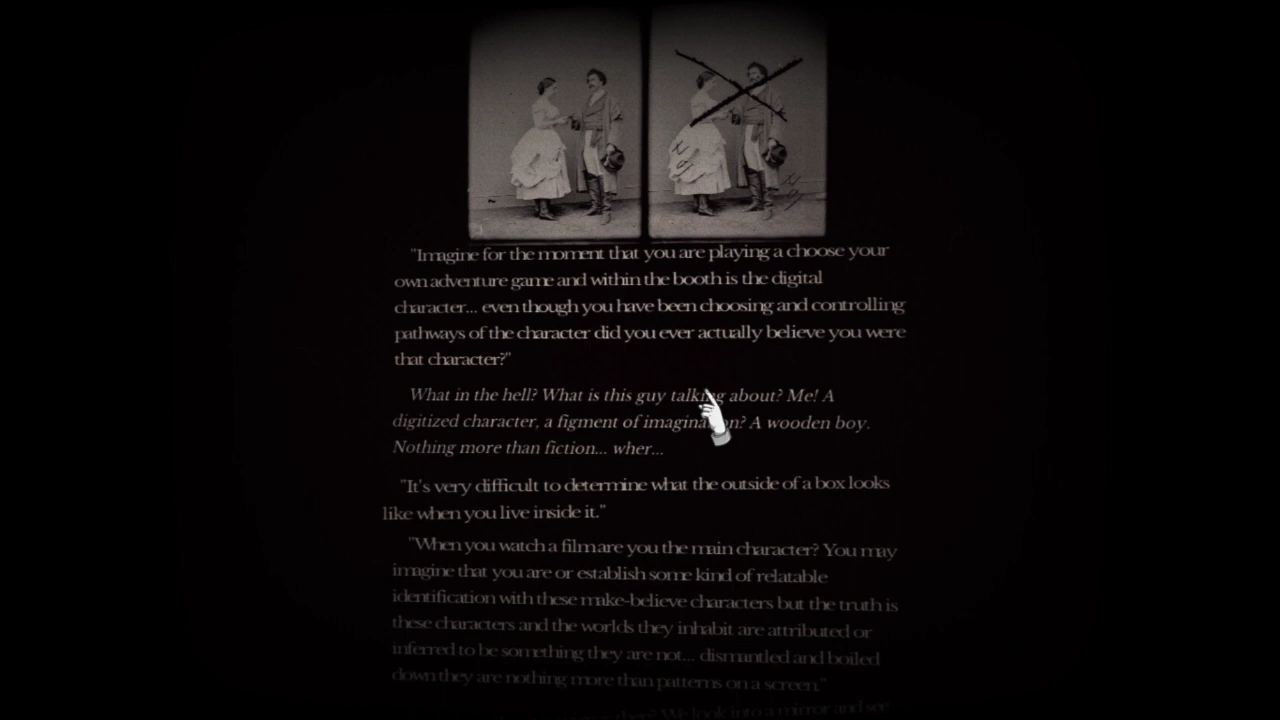 "Imagine for the moment that you are playing a choose your
own adventure game and within the booth is the digital
character... even though you have been choosing and controlling
pathways of the character did you ever actually believe you were
that character?"
What in the hell? What is this guy talking about? Me! A
digitized character, a figment of imagination? A wooden boy.
Nothing more than fiction... wher...
"It's very difficult to determine what the outside of a box looks
like when you live inside it."
"When you watch a film are you the main character? You may
imagine that you are or establish some kind of relatable
identification with these make-believe characters but the truth is
these characters and the worlds they inhabit are attributed or
inferred to be something they are not... dismantled and boiled
down they are nothing more than patterns on a screen."
We look into a mirror and see